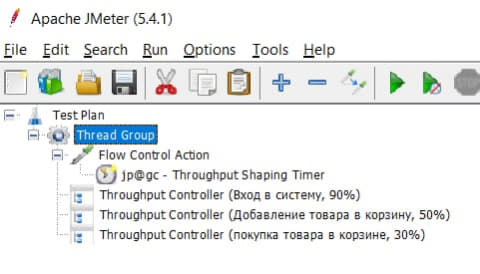 Apache JMeter (5.4.1)
File Edit Search Run Options Tools Help
Test Plan
Thread Group
Flow Control Action
jp@gc - Throughput Shaping Timer
Throughput Controller (Вход в систему, 90%)
Throughput Controller (Добавление товара в корзину, 50%)
Throughput Controller (покупка товара в корзине, 30%)